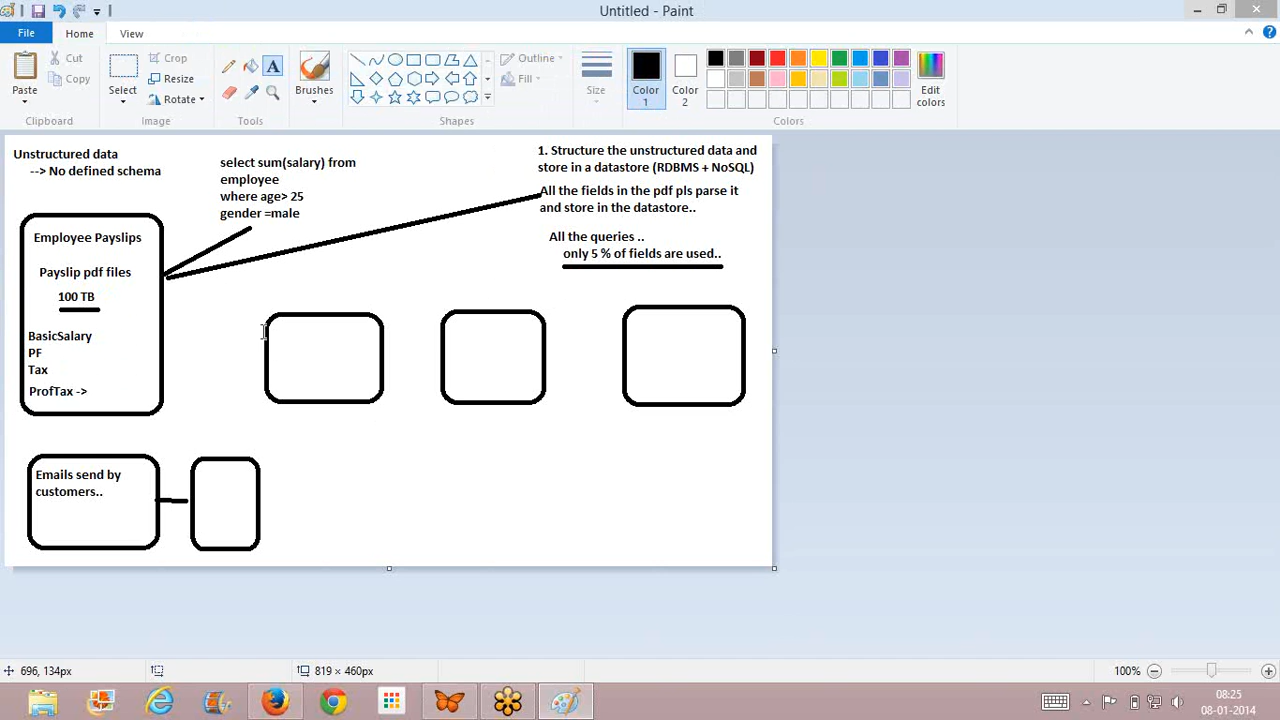 Untitled - Paint
File
Home
View
Paste
Cut
Copy
Clipboard
Select
Crop
Resize
Rotate
Image
A
Tools
Brushes
Outline
Fill
Shapes
Size
Color 1
Color 2
Edit colors
Colors
Unstructured data
--> No defined schema
Employee Payslips
Payslip pdf files
100 TB
BasicSalary
PF
Tax
ProfTax ->
select sum(salary) from
employee
where age> 25
gender =male
1. Structure the unstructured data and
store in a datastore (RDBMS + NoSQL)
All the fields in the pdf pls parse it
and store in the datastore..
All the queries ..
only 5 % of fields are used..
Emails send by
customers..
696, 134px
819 × 460px
100%
08:25
08-01-2014